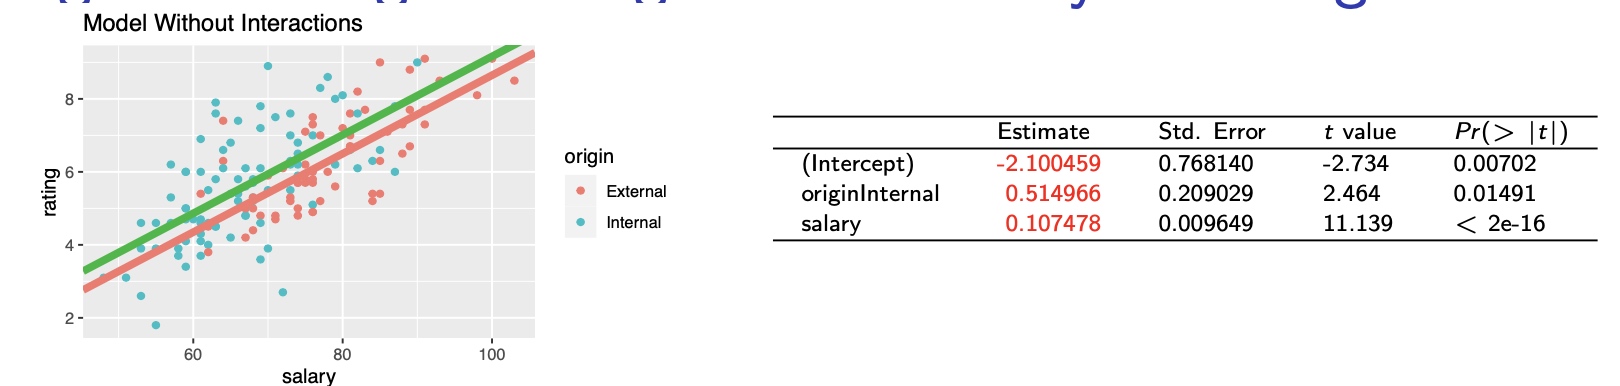 Model Without Interactions
8
6
4
2
rating
60 80 100
salary
origin
External
Internal
Estimate Std. Error t value Pr(> |t|)
(Intercept) -2.100459 0.768140 -2.734 0.00702
originInternal 0.514966 0.209029 2.464 0.01491
salary 0.107478 0.009649 11.139 < 2e-16